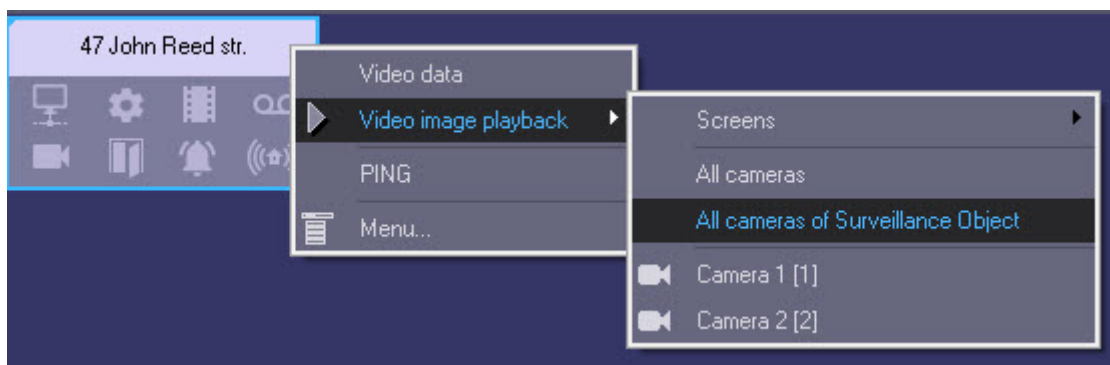 47 John Reed str.
Video data
Video image playback
PING
Menu...
Screens
All cameras
All cameras of Surveillance Object
Camera 1 [1]
Camera 2 [2]